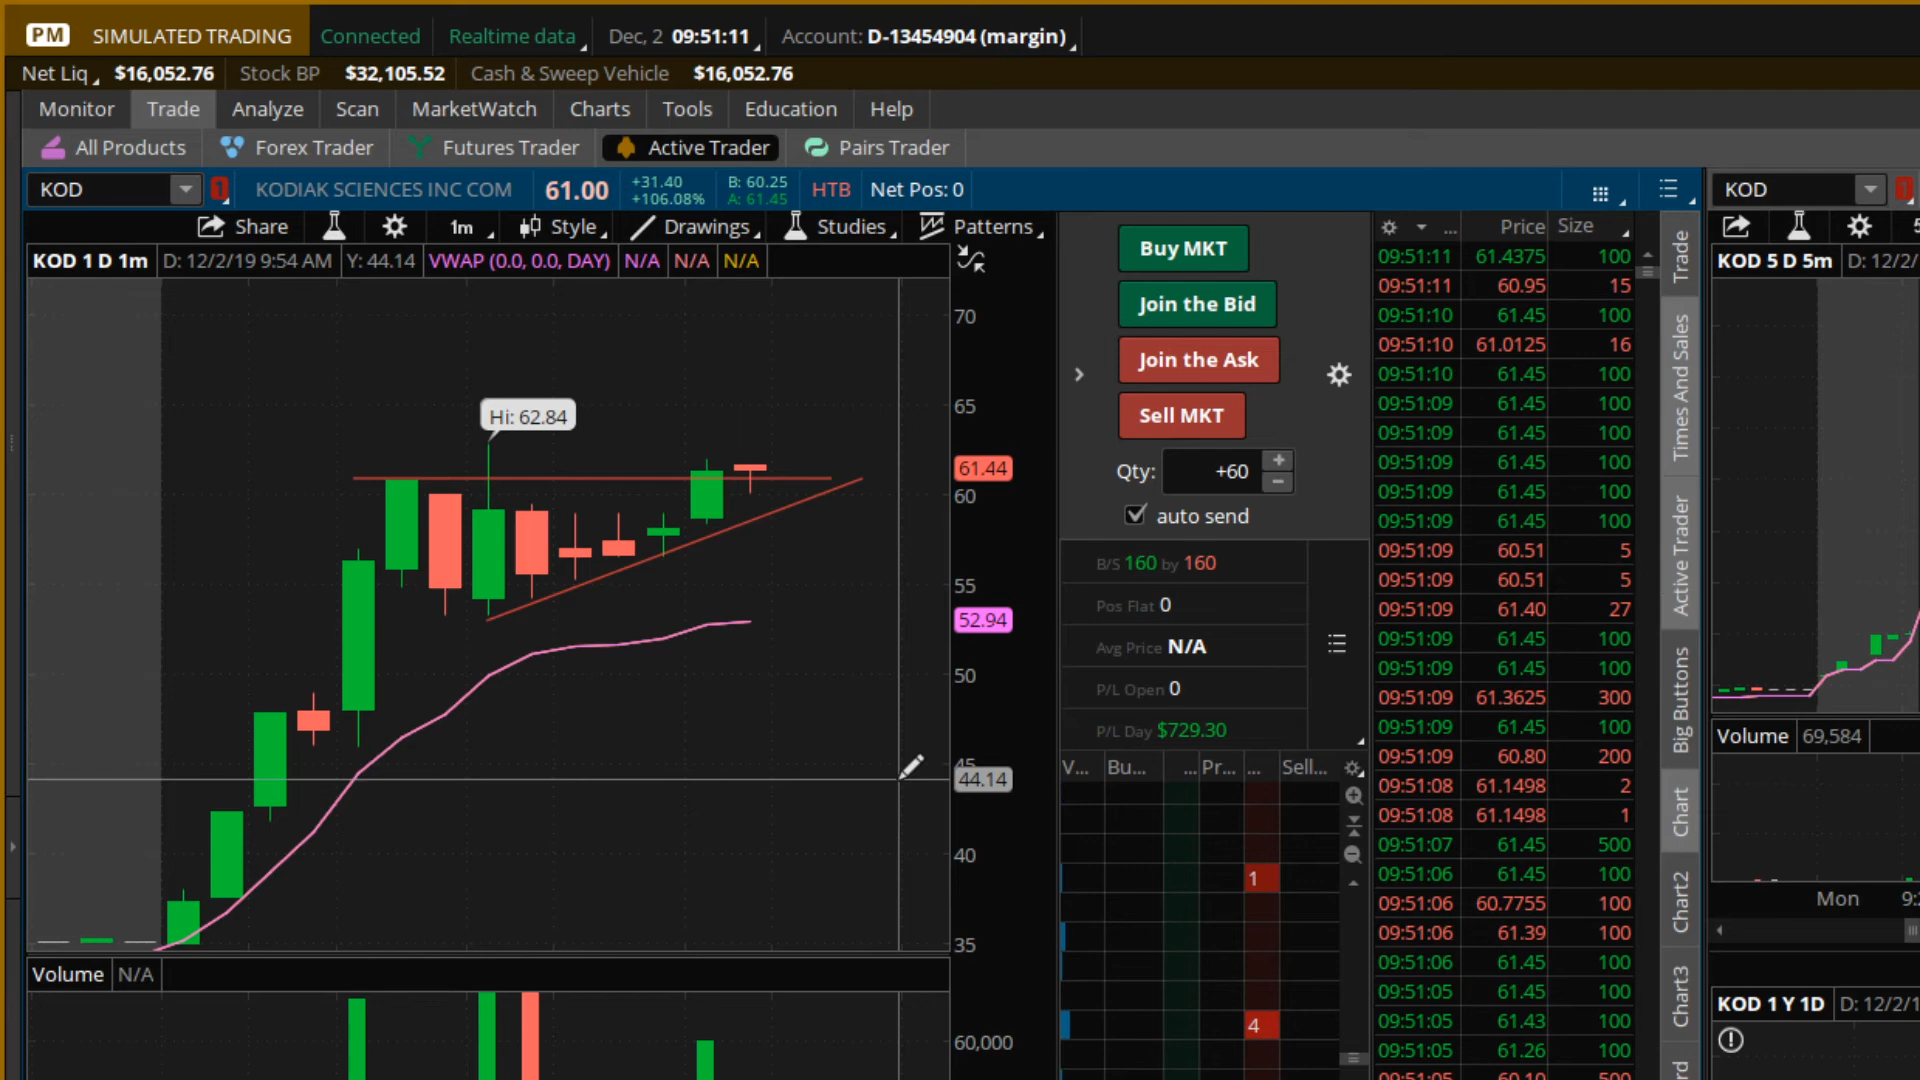 PM SIMULATED TRADING Connected Realtime data Dec, 2 09:51:11 Account: D-13454904 (margin)
Net Liq $16,052.76 Stock BP $32,105.52 Cash & Sweep Vehicle $16,052.76
Monitor Trade Analyze Scan MarketWatch Charts Tools Education Help
All Products Forex Trader Futures Trader Active Trader Pairs Trader
KOD 1 KODIAK SCIENCES INC COM 61.00 +31.40 +106.08% B: 60.25 A: 61.45 HTB Net Pos: 0
Share 1m Style Drawings Studies Patterns
KOD 1 D 1m D: 12/2/19 9:54 AM Y: 44.14 VWAP (0.0, 0.0, DAY) N/A N/A N/A
70
65
Hi: 62.84
61.44
60
55
52.94
50
45
44.14
40
35
Volume N/A
60,000
Buy MKT
Join the Bid
Join the Ask
Sell MKT
Qty: +60
auto send
B/S 160 by 160
Pos Flat 0
Avg Price N/A
P/L Open 0
P/L Day $729.30
V... Bu... ... Pr... ... Sell...
1
4
... Price Size
09:51:11 61.4375 100
09:51:11 60.95 15
09:51:10 61.45 100
09:51:10 61.0125 16
09:51:10 61.45 100
09:51:09 61.45 100
09:51:09 61.45 100
09:51:09 61.45 100
09:51:09 61.45 100
09:51:09 61.45 100
09:51:09 60.51 5
09:51:09 60.51 5
09:51:09 61.40 27
09:51:09 61.45 100
09:51:09 61.45 100
09:51:09 61.3625 300
09:51:09 61.45 100
09:51:09 60.80 200
09:51:08 61.1498 2
09:51:08 61.1498 1
09:51:07 61.45 500
09:51:06 61.45 100
09:51:06 60.7755 100
09:51:06 61.39 100
09:51:06 61.45 100
09:51:05 61.45 100
09:51:05 61.43 100
09:51:05 61.26 100
09:51:05 60.10 500
Trade
Times And Sales
Active Trader
Big Buttons
Chart
Chart2
Chart3
KOD
KOD 5 D 5m D: 12/2/
Volume 69,584
Mon
KOD 1 Y 1D D: 12/2/1